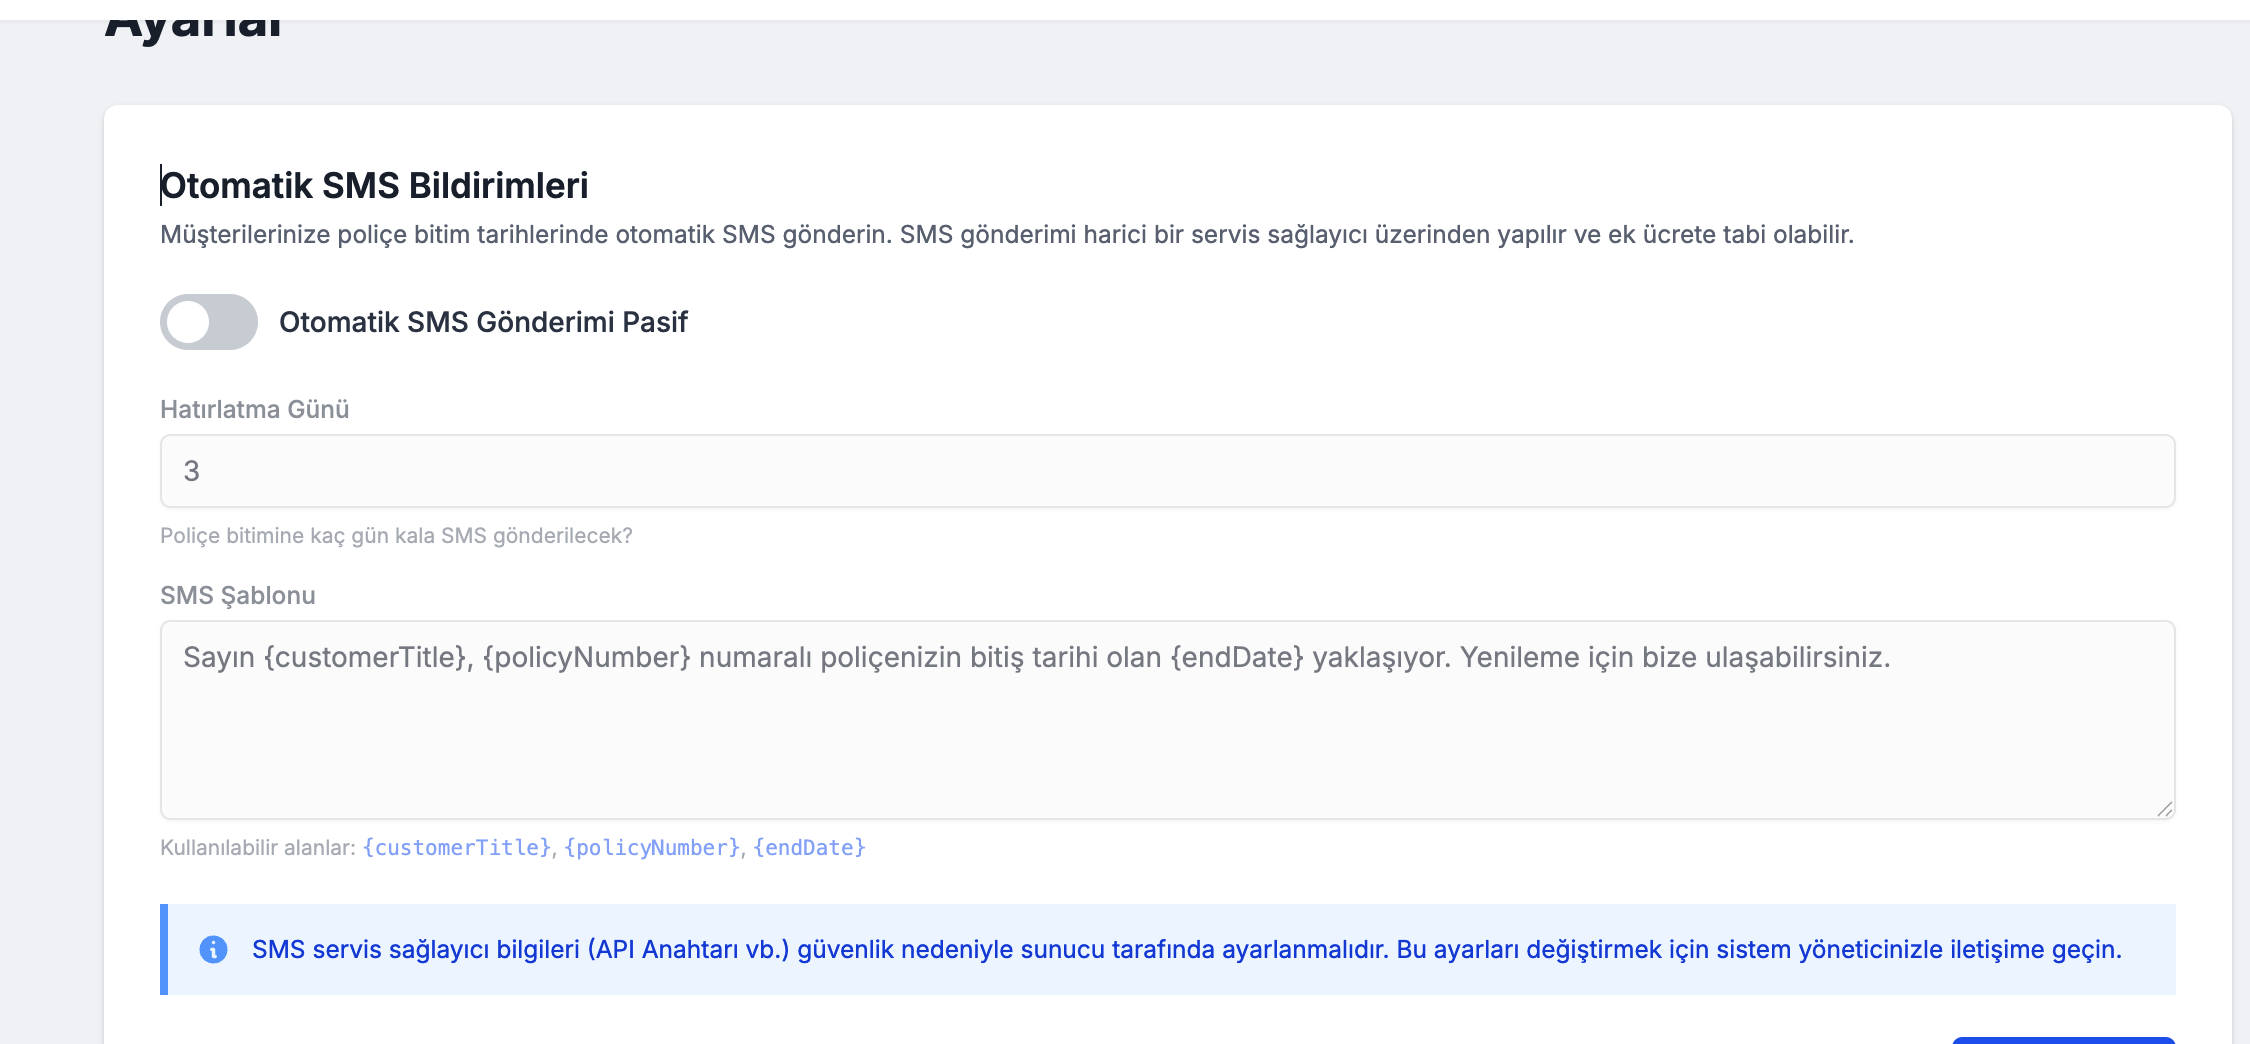 Ayarlar
Otomatik SMS Bildirimleri
Müşterilerinize poliçe bitim tarihlerinde otomatik SMS gönderin. SMS gönderimi harici bir servis sağlayıcı üzerinden yapılır ve ek ücrete tabi olabilir.
Otomatik SMS Gönderimi Pasif
Hatırlatma Günü
3
Poliçe bitimine kaç gün kala SMS gönderilecek?
SMS Şablonu
Sayın {customerTitle}, {policyNumber} numaralı poliçenizin bitiş tarihi olan {endDate} yaklaşıyor. Yenileme için bize ulaşabilirsiniz.
Kullanılabilir alanlar: {customerTitle}, {policyNumber}, {endDate}
SMS servis sağlayıcı bilgileri (API Anahtarı vb.) güvenlik nedeniyle sunucu tarafında ayarlanmalıdır. Bu ayarları değiştirmek için sistem yöneticinizle iletişime geçin.